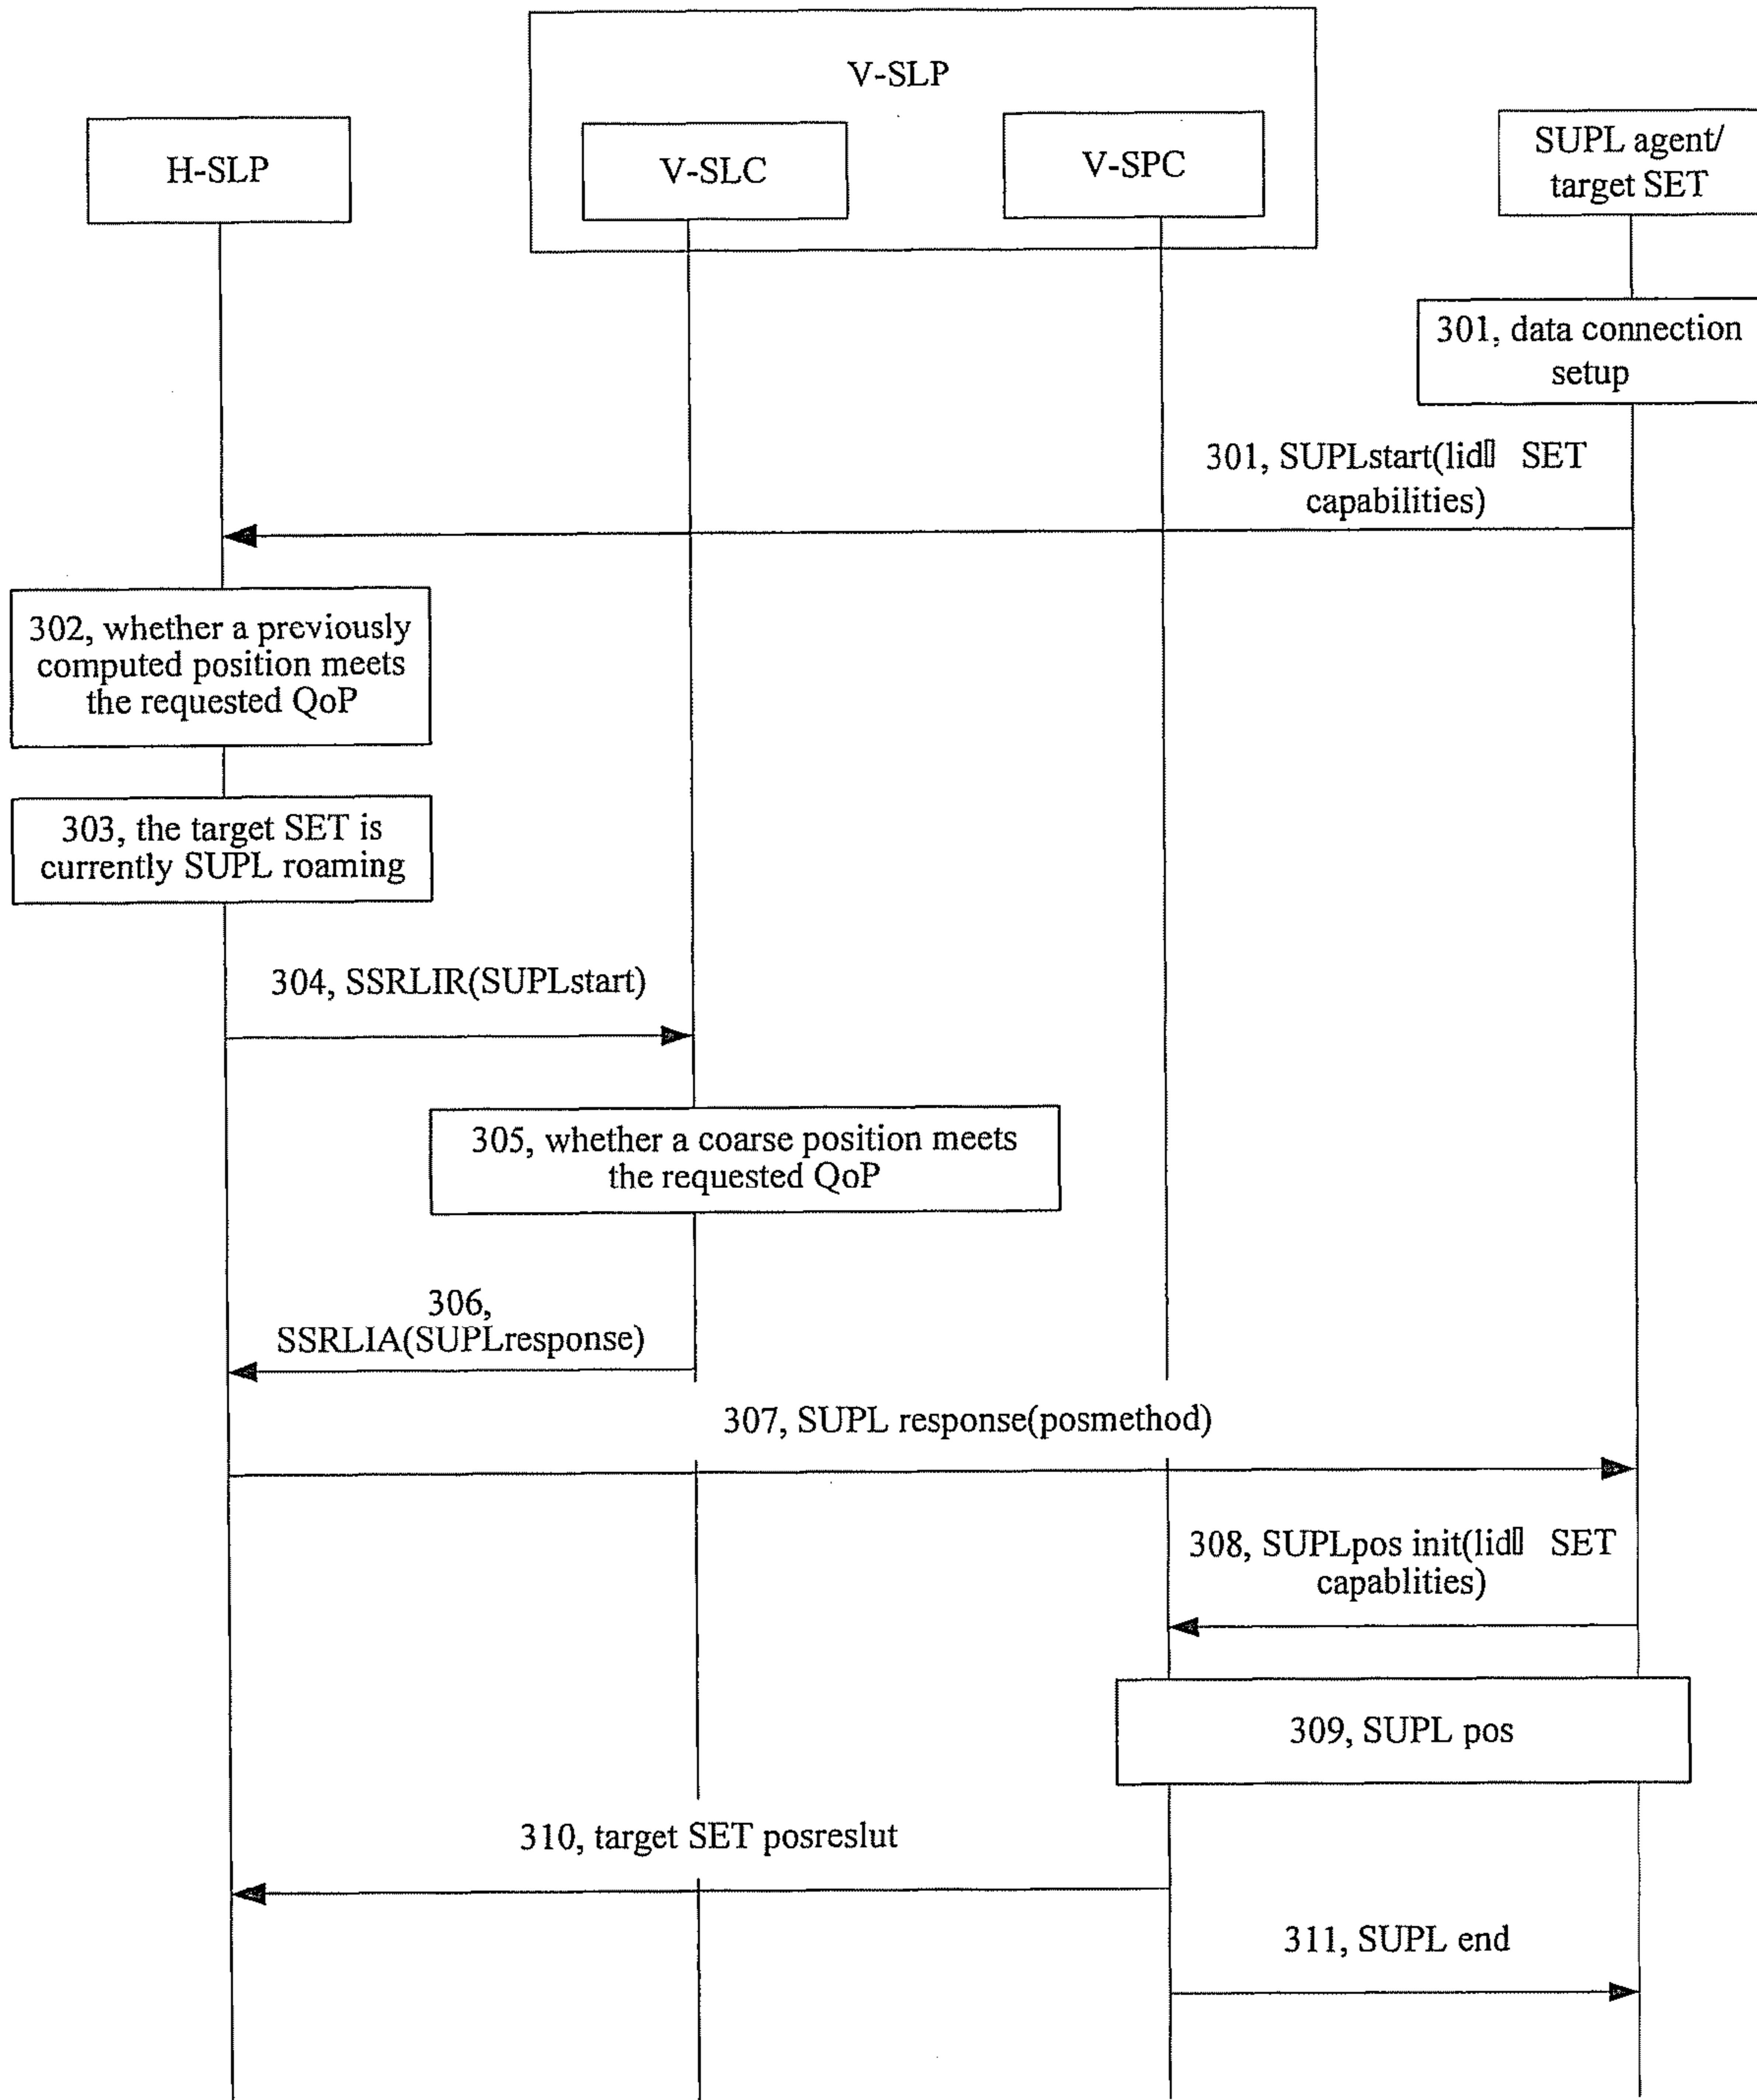 V-SLP
H-SLP
V-SLC
V-SPC
SUPL agent/
target SET
301, data connection
setup
301, SUPLstart(lid▯ SET
capabilities)
302, whether a previously
computed position meets
the requested QoP
303, the target SET is
currently SUPL roaming
304, SSRLIR(SUPLstart)
305, whether a coarse position meets
the requested QoP
306,
SSRLIA(SUPLresponse)
307, SUPL response(posmethod)
308, SUPLpos init(lid▯ SET
capablities)
309, SUPL pos
310, target SET posreslut
311, SUPL end